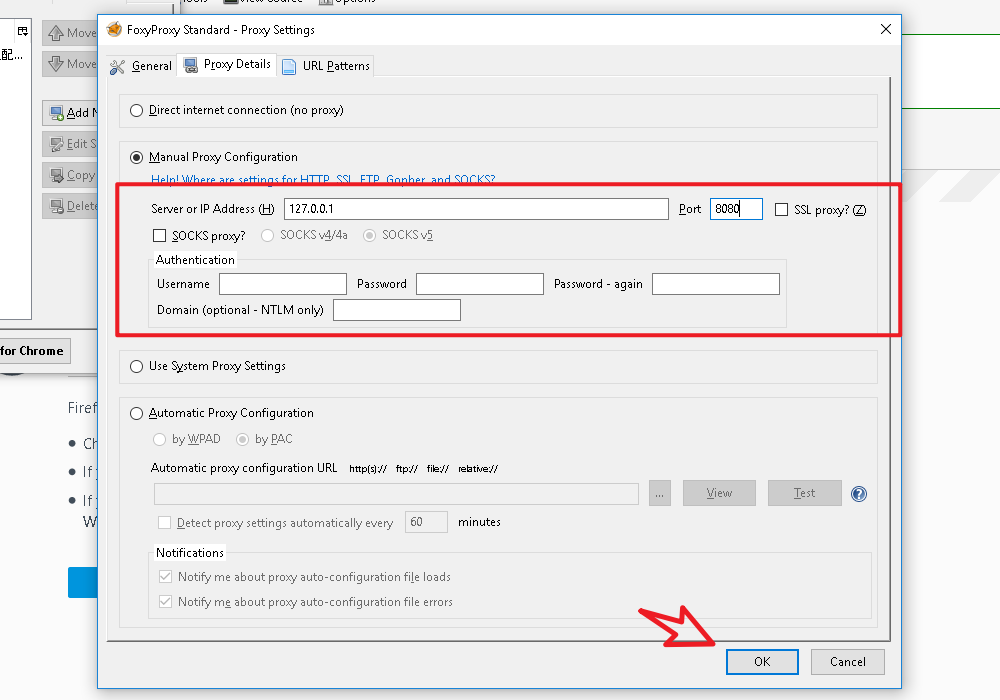 View Source
Options
FoxyProxy Standard - Proxy Settings
配...
Move
Move
Add N
Edit S
Copy
Delete
for Chrome
Firef
Ch
If
If
W
General
Proxy Details
URL Patterns
Direct internet connection (no proxy)
Manual Proxy Configuration
Help! Where are settings for HTTP, SSL, FTP, Gopher, and SOCKS?
Server or IP Address (H) 127.0.0.1 Port 8080 SSL proxy? (Z)
SOCKS proxy? SOCKS v4/4a SOCKS v5
Authentication
Username Password Password - again
Domain (optional - NTLM only)
Use System Proxy Settings
Automatic Proxy Configuration
by WPAD by PAC
Automatic proxy configuration URL http(s):// ftp:// file:// relative://
... View Test ?
Detect proxy settings automatically every 60 minutes
Notifications
Notify me about proxy auto-configuration file loads
Notify me about proxy auto-configuration file errors
OK Cancel